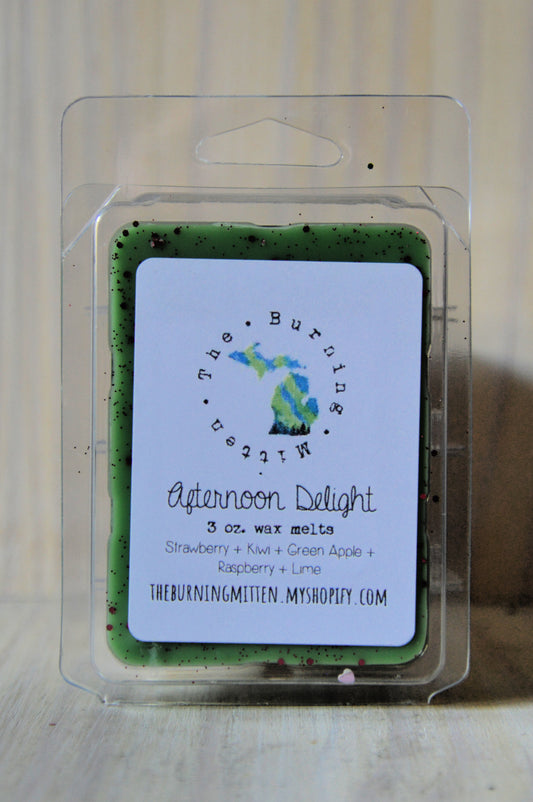 The • Burning • Mitten •
Afternoon Delight
3 oz. wax melts
Strawberry + Kiwi + Green Apple +
Raspberry + Lime
THEBURNINGMITTEN.MYSHOPIFY.COM